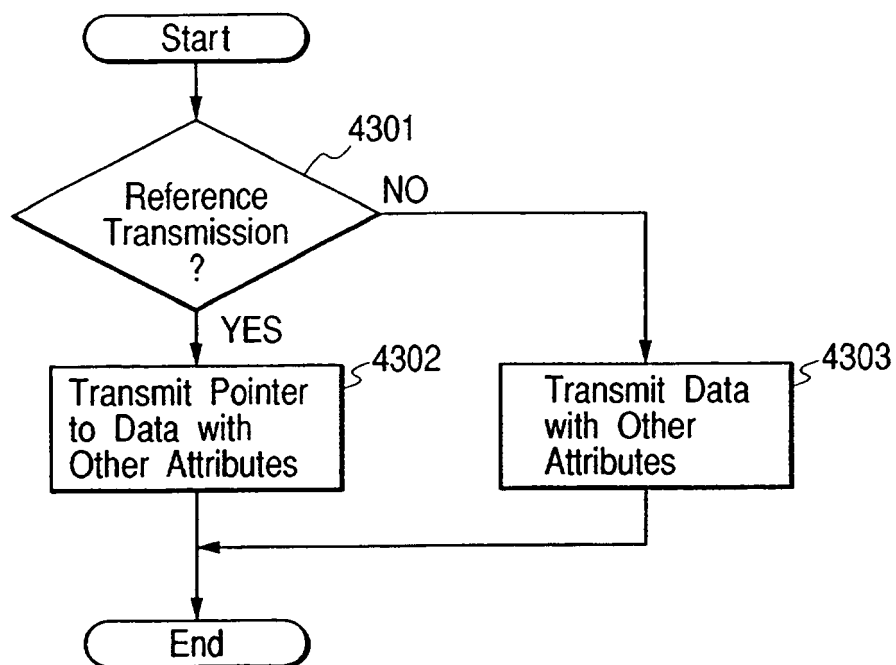 Start
4301
Reference
Transmission
?
NO
YES
4302
Transmit Pointer
to Data with
Other Attributes
4303
Transmit Data
with Other
Attributes
End